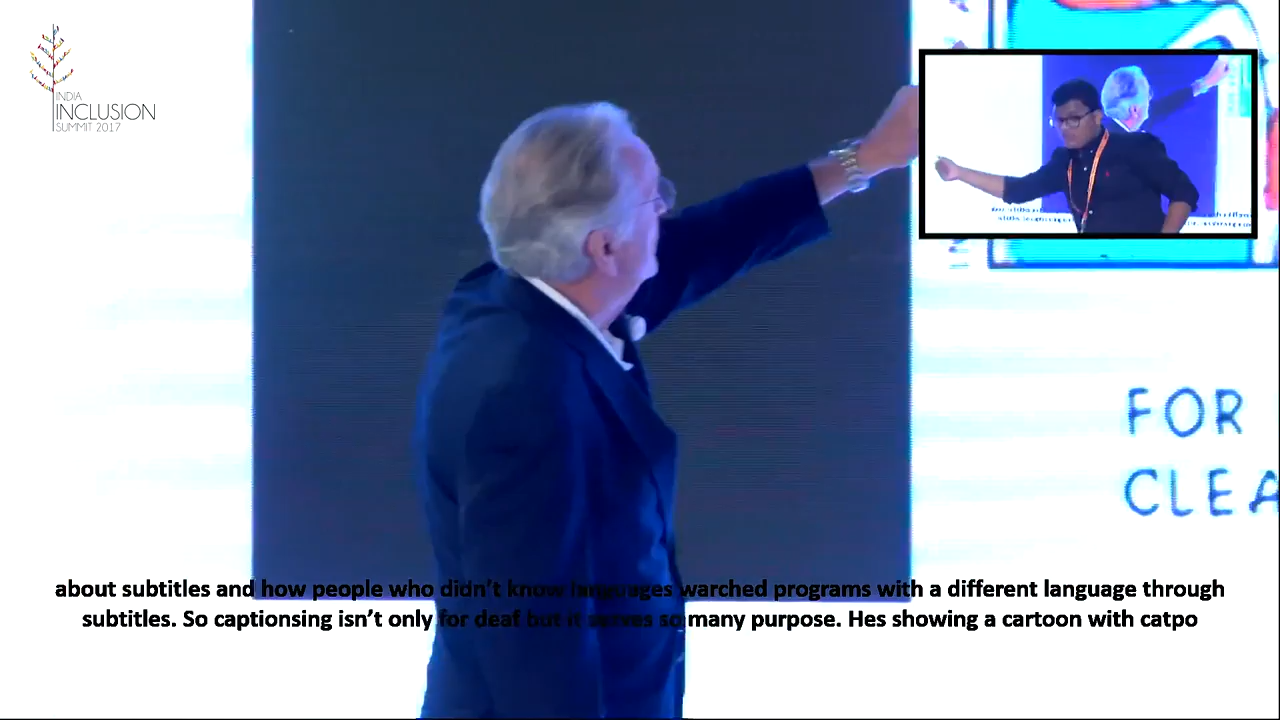 INDIA
INCLUSION
SUMMIT 2017
FOR
CLEA
about subtitles and how people who didn't know languages warched programs with a different language through
subtitles. So captionsing isn't only for deaf but it serves so many purpose. Hes showing a cartoon with catpo